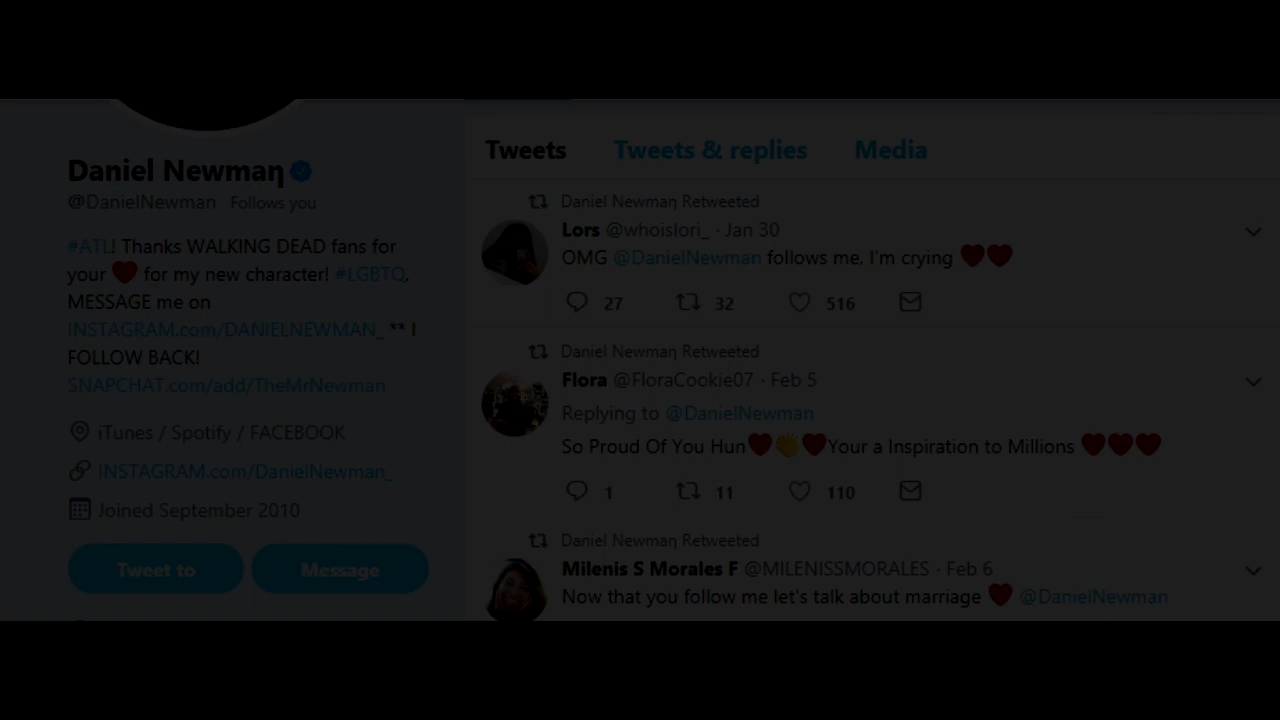 Daniel Newmaƞ
@DanielNewman Follows you
#ATL! Thanks WALKING DEAD fans for
your ❤ for my new character! #LGBTQ,
MESSAGE me on
INSTAGRAM.com/DANIELNEWMAN_ ** I
FOLLOW BACK!
SNAPCHAT.com/add/TheMrNewman
iTunes / Spotify / FACEBOOK
INSTAGRAM.com/DanielNewman_
Joined September 2010
Tweet to Message
Tweets Tweets & replies Media
Daniel Newmaƞ Retweeted
Lors @whoislori_ · Jan 30
OMG @DanielNewman follows me, I'm crying ❤❤
27 32 516
Daniel Newmaƞ Retweeted
Flora @FloraCookie07 · Feb 5
Replying to @DanielNewman
So Proud Of You Hun❤👏❤Your a Inspiration to Millions ❤❤❤
1 11 110
Daniel Newmaƞ Retweeted
Milenis S Morales F @MILENISSMORALES · Feb 6
Now that you follow me let's talk about marriage ❤ @DanielNewman